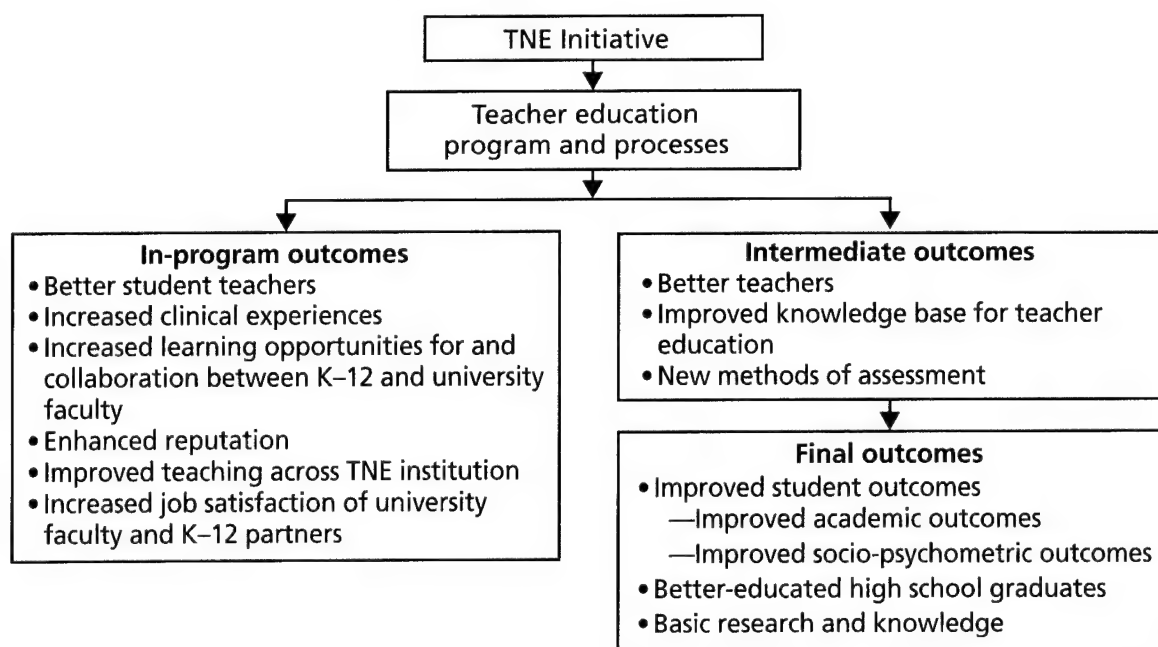 TNE Initiative
Teacher education
program and processes
In-program outcomes
• Better student teachers
• Increased clinical experiences
• Increased learning opportunities for and
collaboration between K–12 and university
faculty
• Enhanced reputation
• Improved teaching across TNE institution
• Increased job satisfaction of university
faculty and K–12 partners
Intermediate outcomes
• Better teachers
• Improved knowledge base for teacher
education
• New methods of assessment
Final outcomes
• Improved student outcomes
—Improved academic outcomes
—Improved socio-psychometric outcomes
• Better-educated high school graduates
• Basic research and knowledge